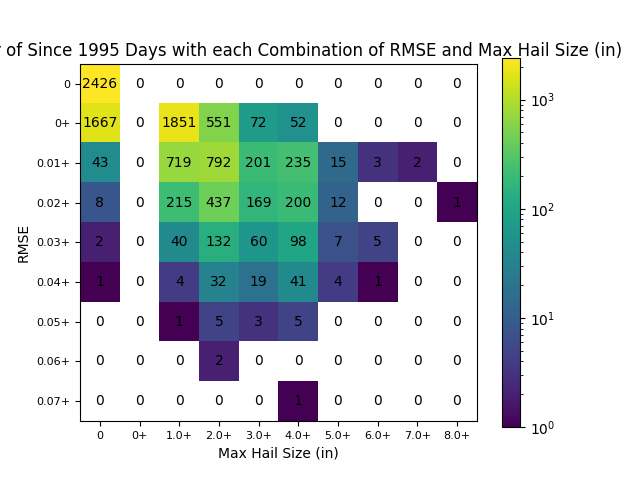 of Since 1995 Days with each Combination of RMSE and Max Hail Size (in)
0 2426 0 0 0 0 0 0 0 0 0
0+ 1667 0 1851 551 72 52 0 0 0 0
0.01+ 43 0 719 792 201 235 15 3 2 0
0.02+ 8 0 215 437 169 200 12 0 0 1
0.03+ 2 0 40 132 60 98 7 5 0 0
0.04+ 1 0 4 32 19 41 4 1 0 0
0.05+ 0 0 1 5 3 5 0 0 0 0
0.06+ 0 0 0 2 0 0 0 0 0 0
0.07+ 0 0 0 0 0 1 0 0 0 0
0 0+ 1.0+ 2.0+ 3.0+ 4.0+ 5.0+ 6.0+ 7.0+ 8.0+
Max Hail Size (in)
RMSE
10³
10²
10¹
10⁰